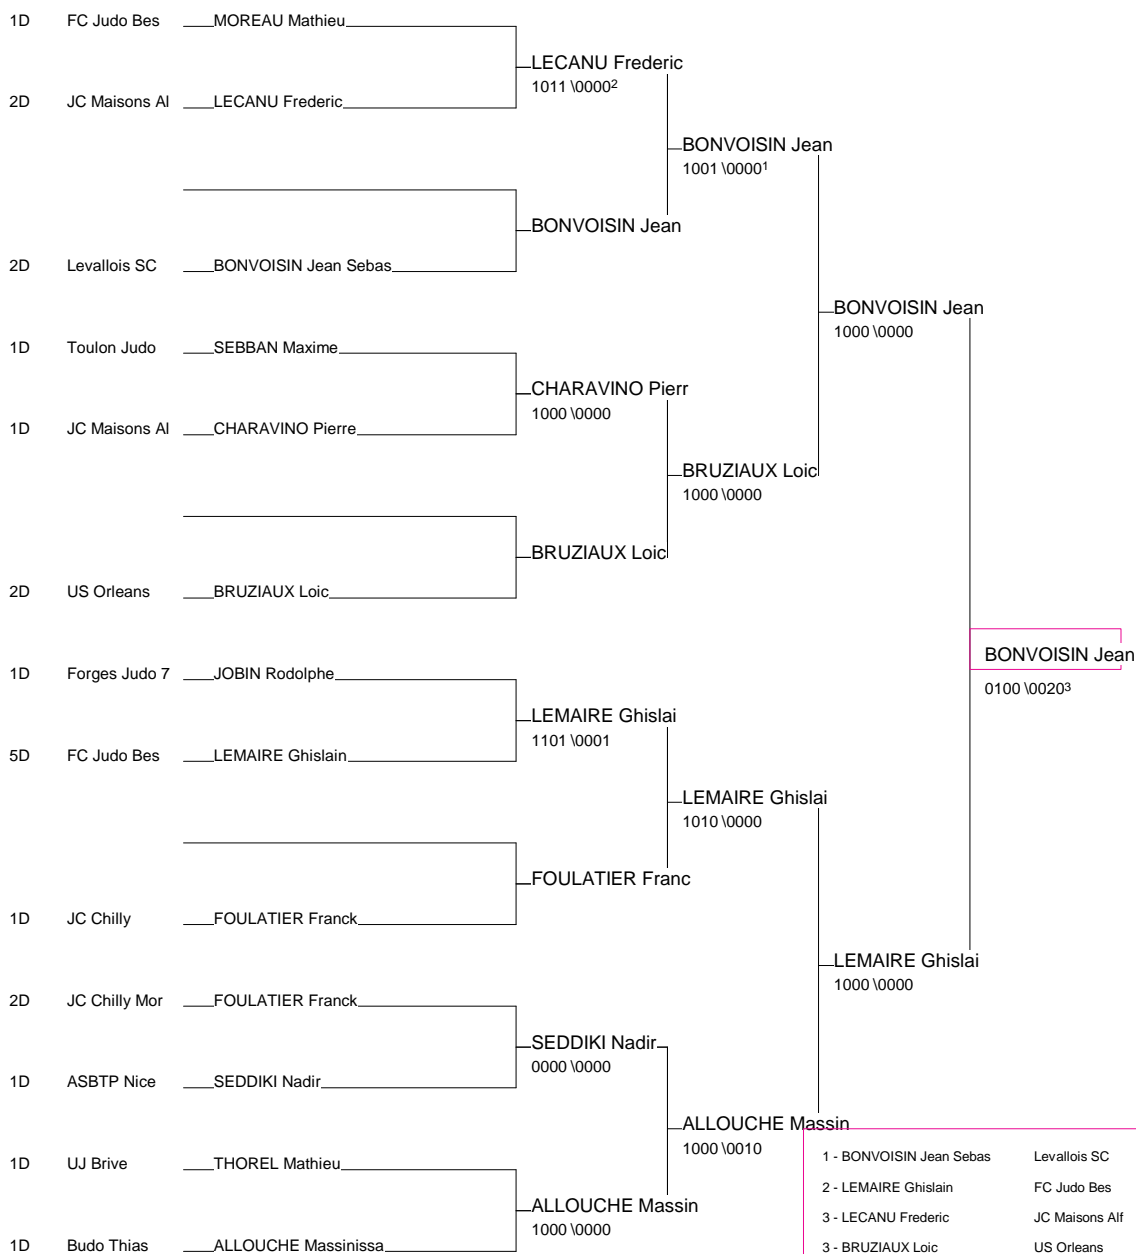 1D FC Judo Bes MOREAU Mathieu
LECANU Frederic
1011 \0000²
2D JC Maisons Al LECANU Frederic
BONVOISIN Jean
1001 \0000¹
BONVOISIN Jean
2D Levallois SC BONVOISIN Jean Sebas
BONVOISIN Jean
1000 \0000
1D Toulon Judo SEBBAN Maxime
CHARAVINO Pierr
1000 \0000
1D JC Maisons Al CHARAVINO Pierre
BRUZIAUX Loic
1000 \0000
BRUZIAUX Loic
2D US Orleans BRUZIAUX Loic
BONVOISIN Jean
0100 \0020³
1D Forges Judo 7 JOBIN Rodolphe
LEMAIRE Ghislai
1101 \0001
5D FC Judo Bes LEMAIRE Ghislain
LEMAIRE Ghislai
1010 \0000
FOULATIER Franc
1D JC Chilly FOULATIER Franck
LEMAIRE Ghislai
1000 \0000
2D JC Chilly Mor FOULATIER Franck
SEDDIKI Nadir
0000 \0000
1D ASBTP Nice SEDDIKI Nadir
ALLOUCHE Massin
1000 \0010
1D UJ Brive THOREL Mathieu
ALLOUCHE Massin
1000 \0000
1D Budo Thias ALLOUCHE Massinissa
1 - BONVOISIN Jean Sebas Levallois SC
2 - LEMAIRE Ghislain FC Judo Bes
3 - LECANU Frederic JC Maisons Alf
3 - BRUZIAUX Loic US Orleans